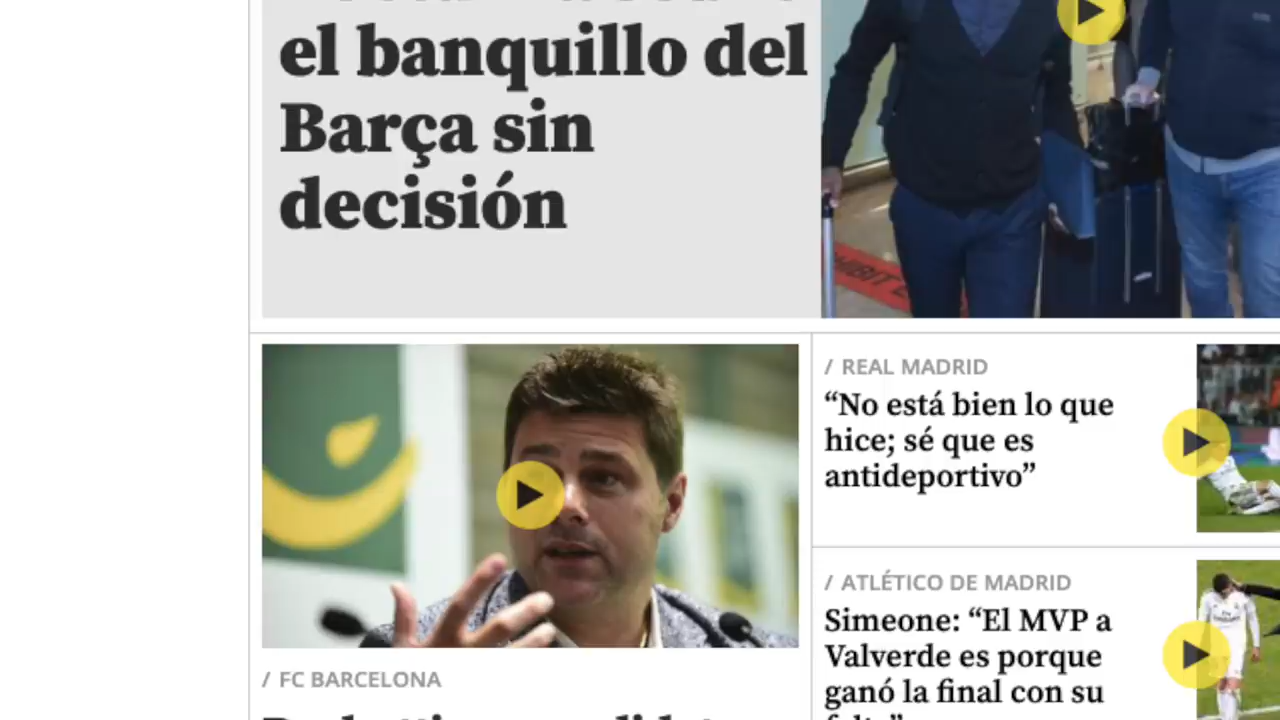 el banquillo del
Barça sin
decisión
/ REAL MADRID
“No está bien lo que
hice; sé que es
antideportivo”
/ ATLÉTICO DE MADRID
Simeone: “El MVP a
Valverde es porque
ganó la final con su
/ FC BARCELONA